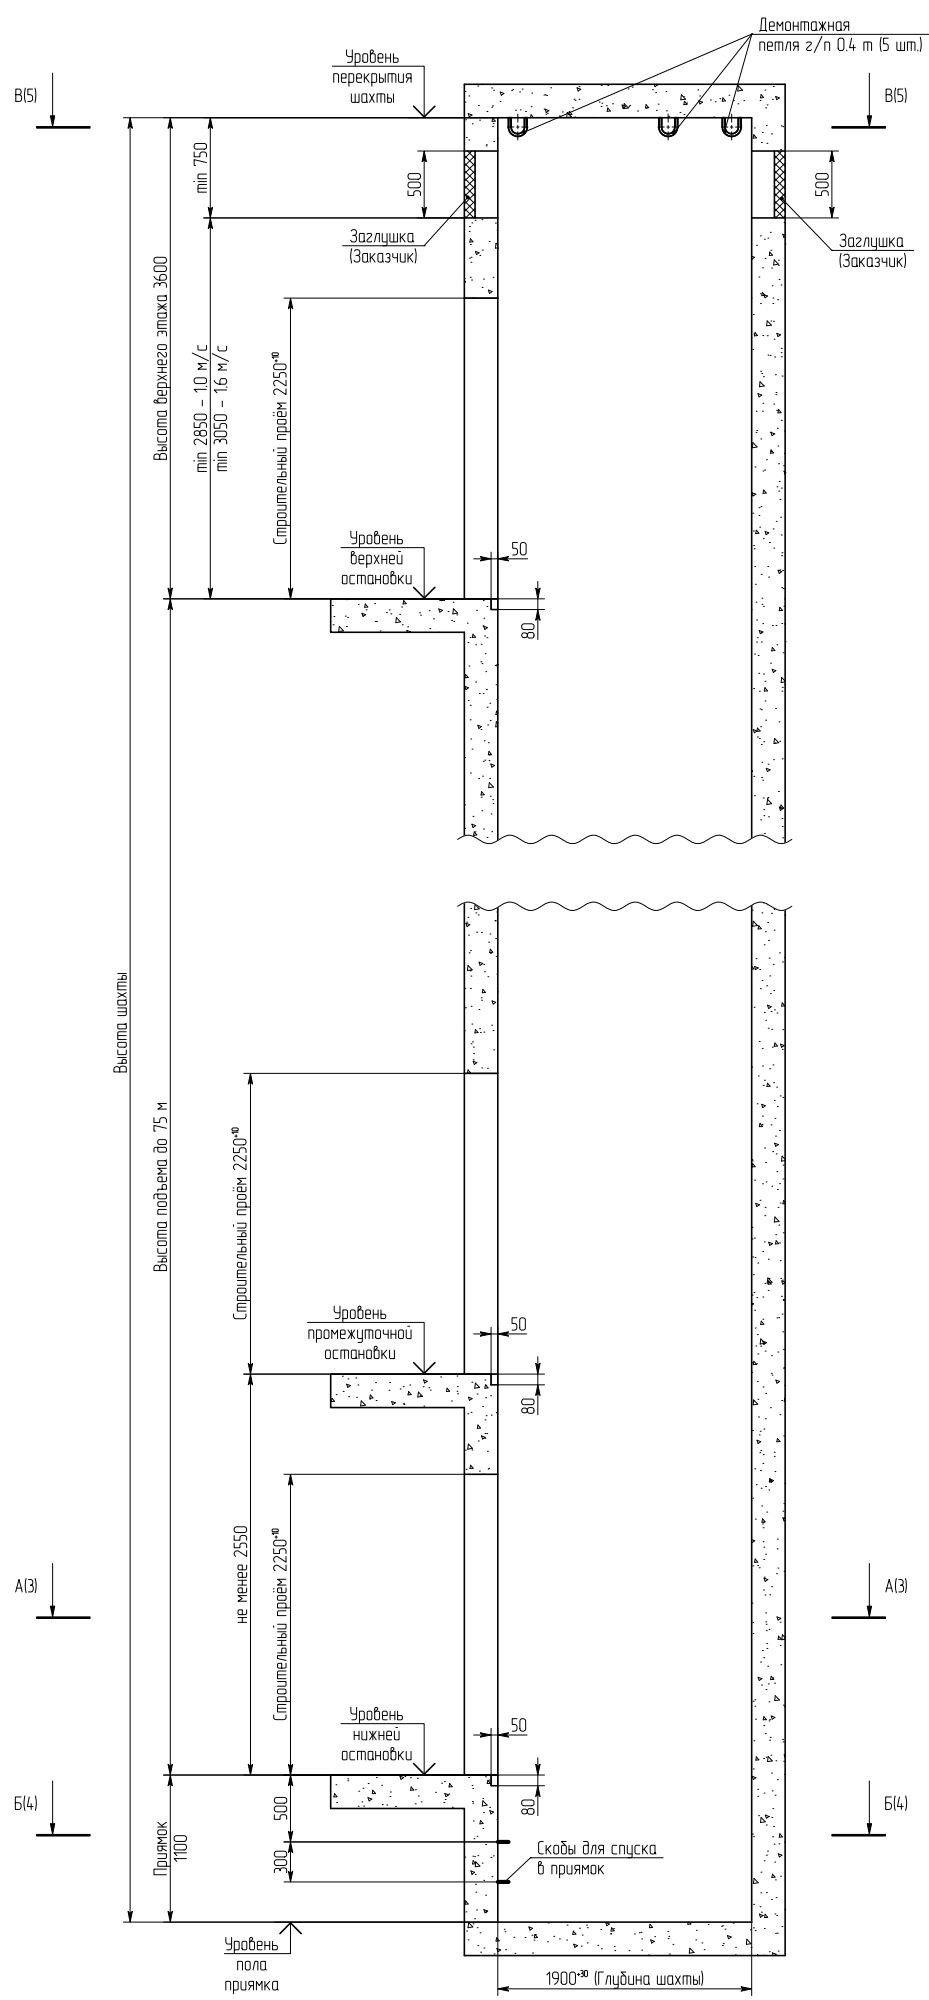 Демонтажная
петля г/п 0,4 т (5 шт.)
Уровень
перекрытия
шахты
В(5)
В(5)
min 750
500
500
Заглушка
(Заказчик)
Заглушка
(Заказчик)
Высота верхнего этажа 3600
min 2850 - 1.0 м/с
min 3050 - 1.6 м/с
Строительный проём 2250+10
Уровень
верхней
остановки
50
80
Высота шахты
Высота подъема до 75 м
Строительный проём 2250+10
Уровень
промежуточной
остановки
50
80
не менее 2550
Строительный проём 2250+10
А(3)
А(3)
Уровень
нижней
остановки
50
80
Б(4)
Б(4)
Приямок
1100
500
300
Скобы для спуска
в приямок
Уровень
пола
приямка
1900+30 (Глубина шахты)